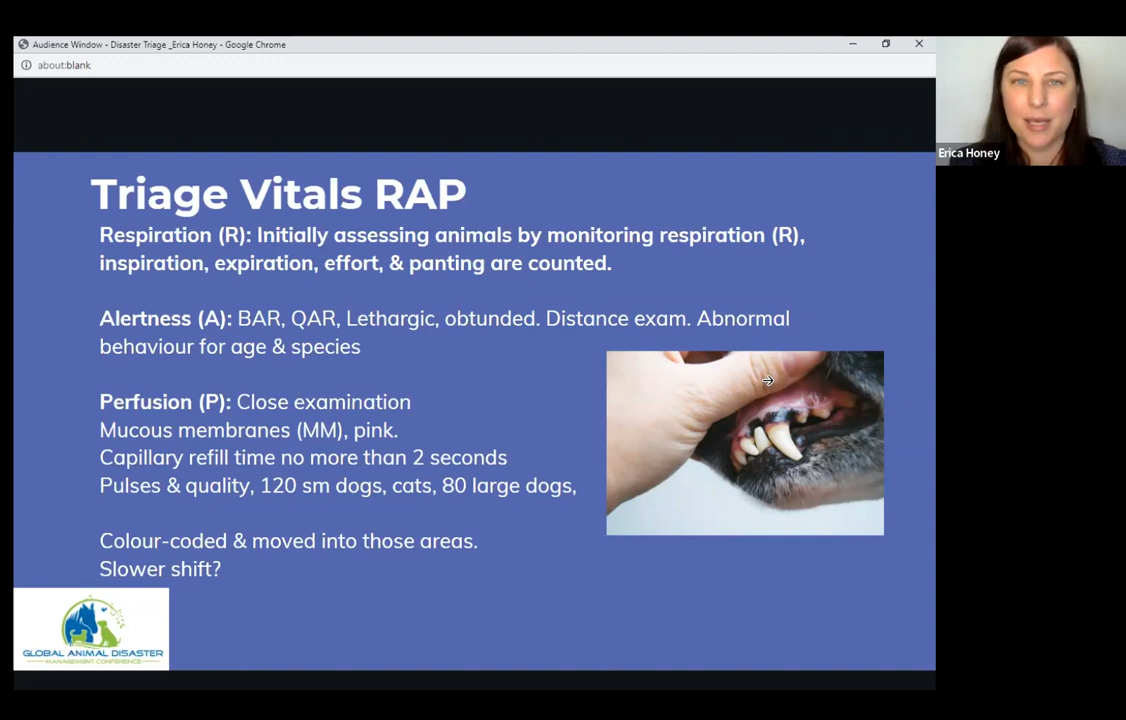 Audience Window - Disaster Triage _Erica Honey - Google Chrome
about:blank
Erica Honey
Triage Vitals RAP
Respiration (R): Initially assessing animals by monitoring respiration (R),
inspiration, expiration, effort, & panting are counted.
Alertness (A): BAR, QAR, Lethargic, obtunded. Distance exam. Abnormal
behaviour for age & species
Perfusion (P): Close examination
Mucous membranes (MM), pink.
Capillary refill time no more than 2 seconds
Pulses & quality, 120 sm dogs, cats, 80 large dogs,
Colour-coded & moved into those areas.
Slower shift?
GLOBAL ANIMAL DISASTER
MANAGEMENT CONFERENCE